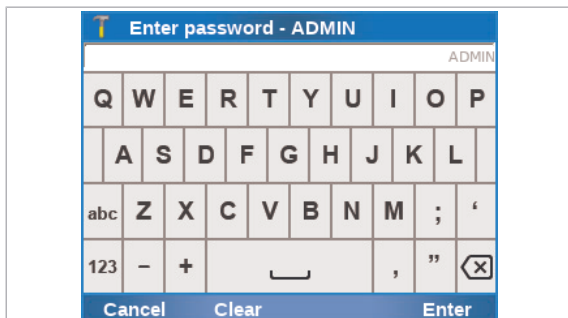 Enter password - ADMIN
ADMIN
Q W E R T Y U I O P
A S D F G H J K L
abc Z X C V B N M ; ‘
123 - + , ”
Cancel Clear Enter